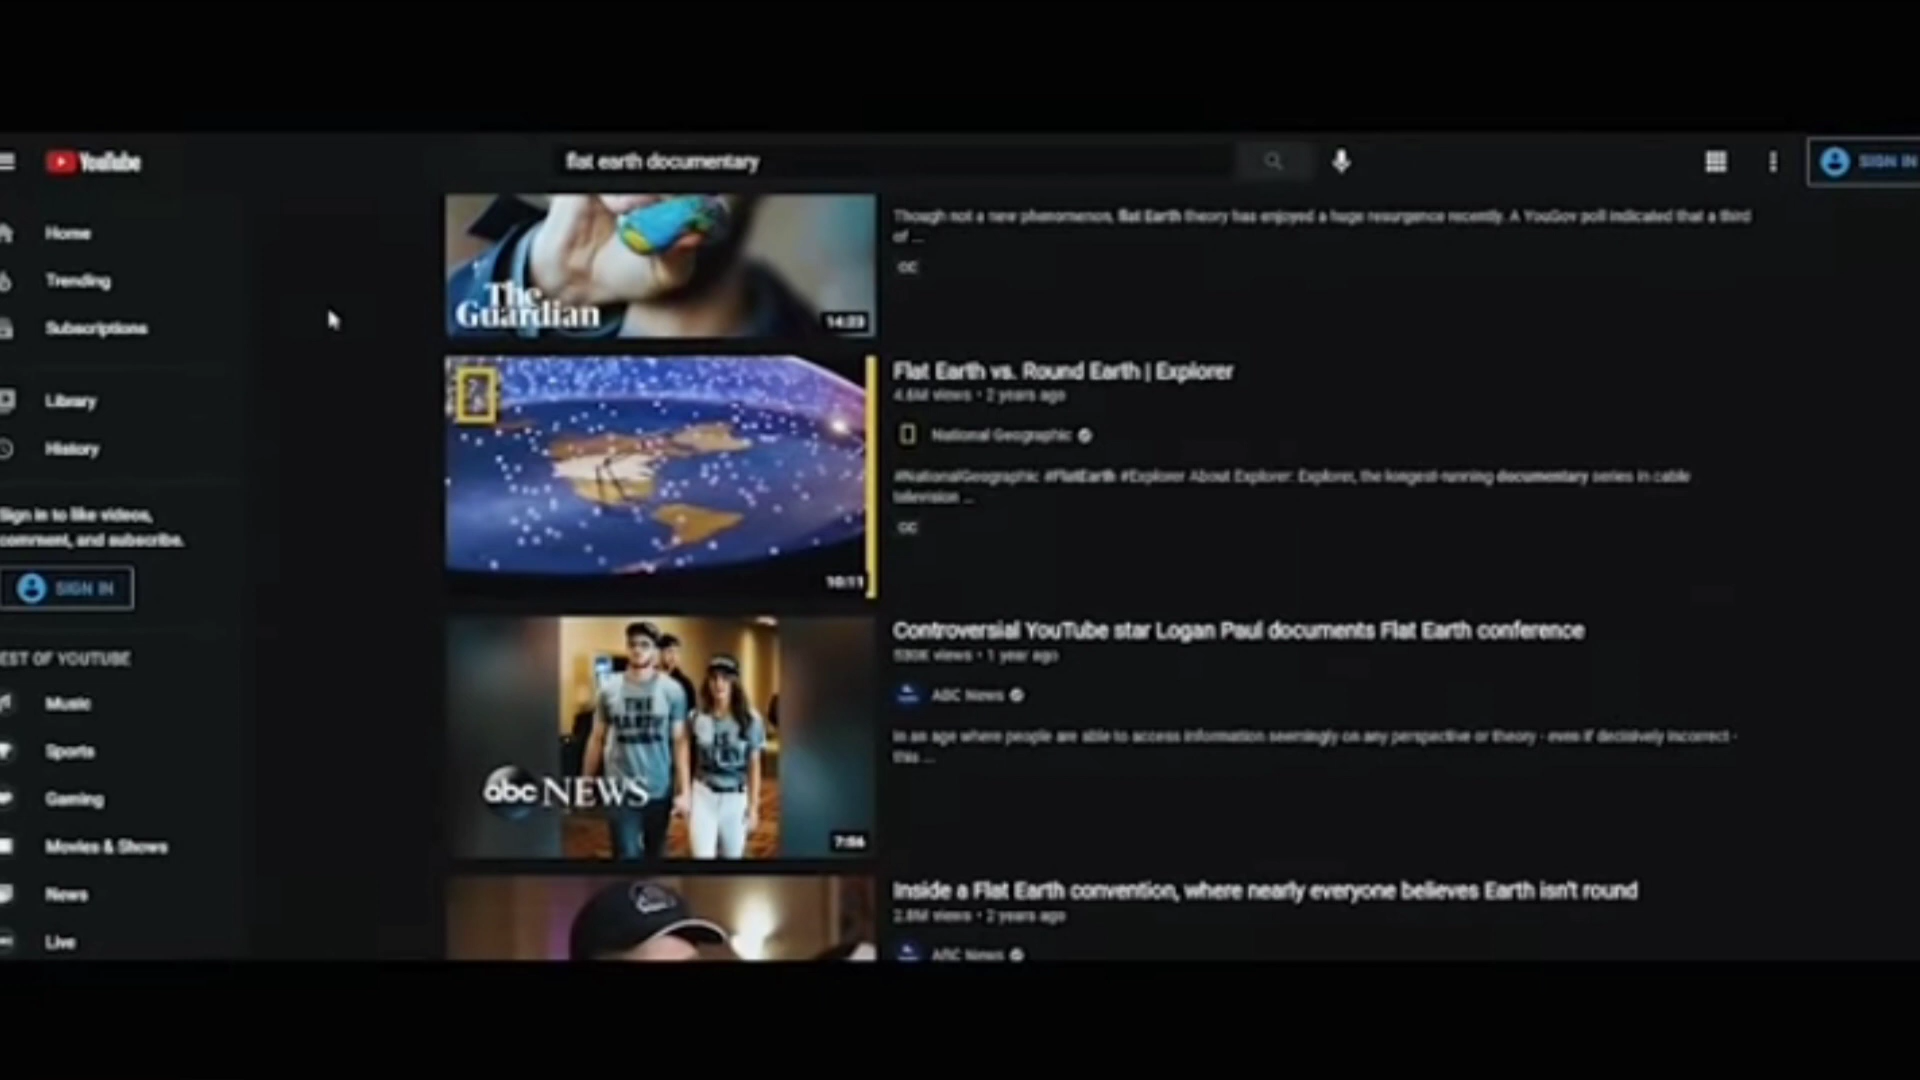 YouTube
flat earth documentary
SIGN IN
Home
Trending
Subscriptions
Library
History
Sign in to like videos,
comment, and subscribe.
SIGN IN
EST OF YOUTUBE
Music
Sports
Gaming
Movies & Shows
News
Live
The
Guardian
14:23
Though not a new phenomenon, flat Earth theory has enjoyed a huge resurgence recently. A YouGov poll indicated that a third
of ...
CC
10:11
Flat Earth vs. Round Earth | Explorer
4.6M views • 2 years ago
National Geographic
#NationalGeographic #FlatEarth #Explorer About Explorer: Explorer, the longest-running documentary series in cable
television ...
CC
THE
EARTH
abc NEWS
7:56
Controversial YouTube star Logan Paul documents Flat Earth conference
530K views • 1 year ago
ABC News
In an age where people are able to access information seemingly on any perspective or theory - even if decisively incorrect -
this ...
Inside a Flat Earth convention, where nearly everyone believes Earth isn't round
2.8M views • 2 years ago
ABC News